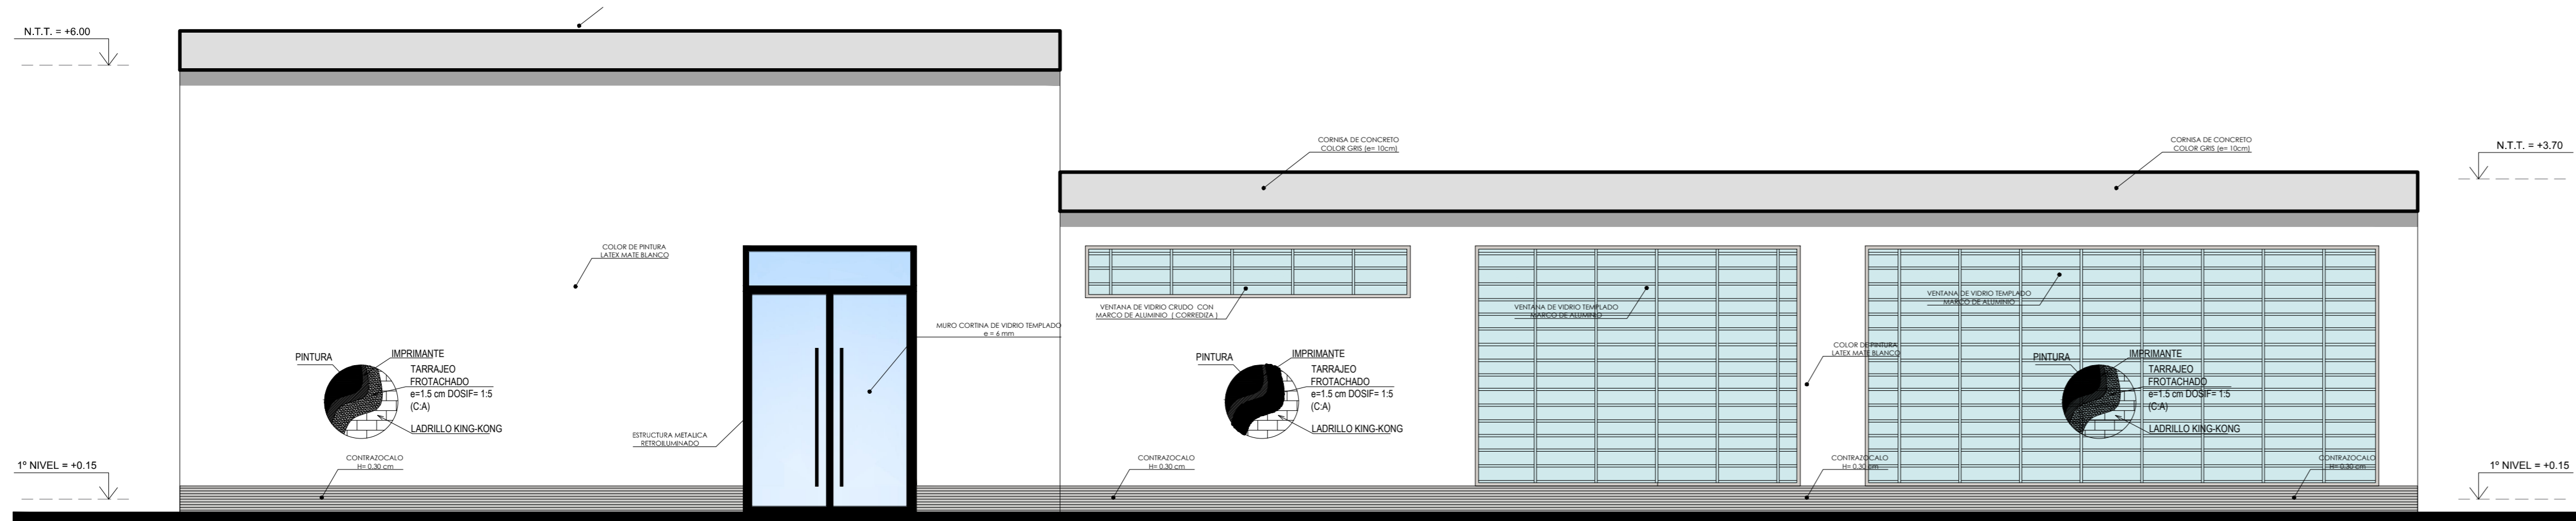 N.T.T. = +6.00
CORNISA DE CONCRETO
COLOR GRIS (e= 10cm)
CORNISA DE CONCRETO
COLOR GRIS (e= 10cm)
N.T.T. = +3.70
COLOR DE PINTURA
LATEX MATE BLANCO
VENTANA DE VIDRIO CRUDO CON
MARCO DE ALUMINIO ( CORREDIZA )
VENTANA DE VIDRIO TEMPLADO
MARCO DE ALUMINIO
VENTANA DE VIDRIO TEMPLADO
MARCO DE ALUMINIO
MURO CORTINA DE VIDRIO TEMPLADO
e = 6 mm
COLOR DE PINTURA
LATEX MATE BLANCO
PINTURA
IMPRIMANTE
TARRAJEO
FROTACHADO
e=1.5 cm DOSIF= 1:5
(C:A)
LADRILLO KING-KONG
PINTURA
IMPRIMANTE
TARRAJEO
FROTACHADO
e=1.5 cm DOSIF= 1:5
(C:A)
LADRILLO KING-KONG
PINTURA
IMPRIMANTE
TARRAJEO
FROTACHADO
e=1.5 cm DOSIF= 1:5
(C:A)
LADRILLO KING-KONG
ESTRUCTURA METALICA
RETROILUMINADO
1º NIVEL = +0.15
CONTRAZOCALO
H= 0.30 cm
CONTRAZOCALO
H= 0.30 cm
CONTRAZOCALO
H= 0.30 cm
CONTRAZOCALO
H= 0.30 cm
1º NIVEL = +0.15